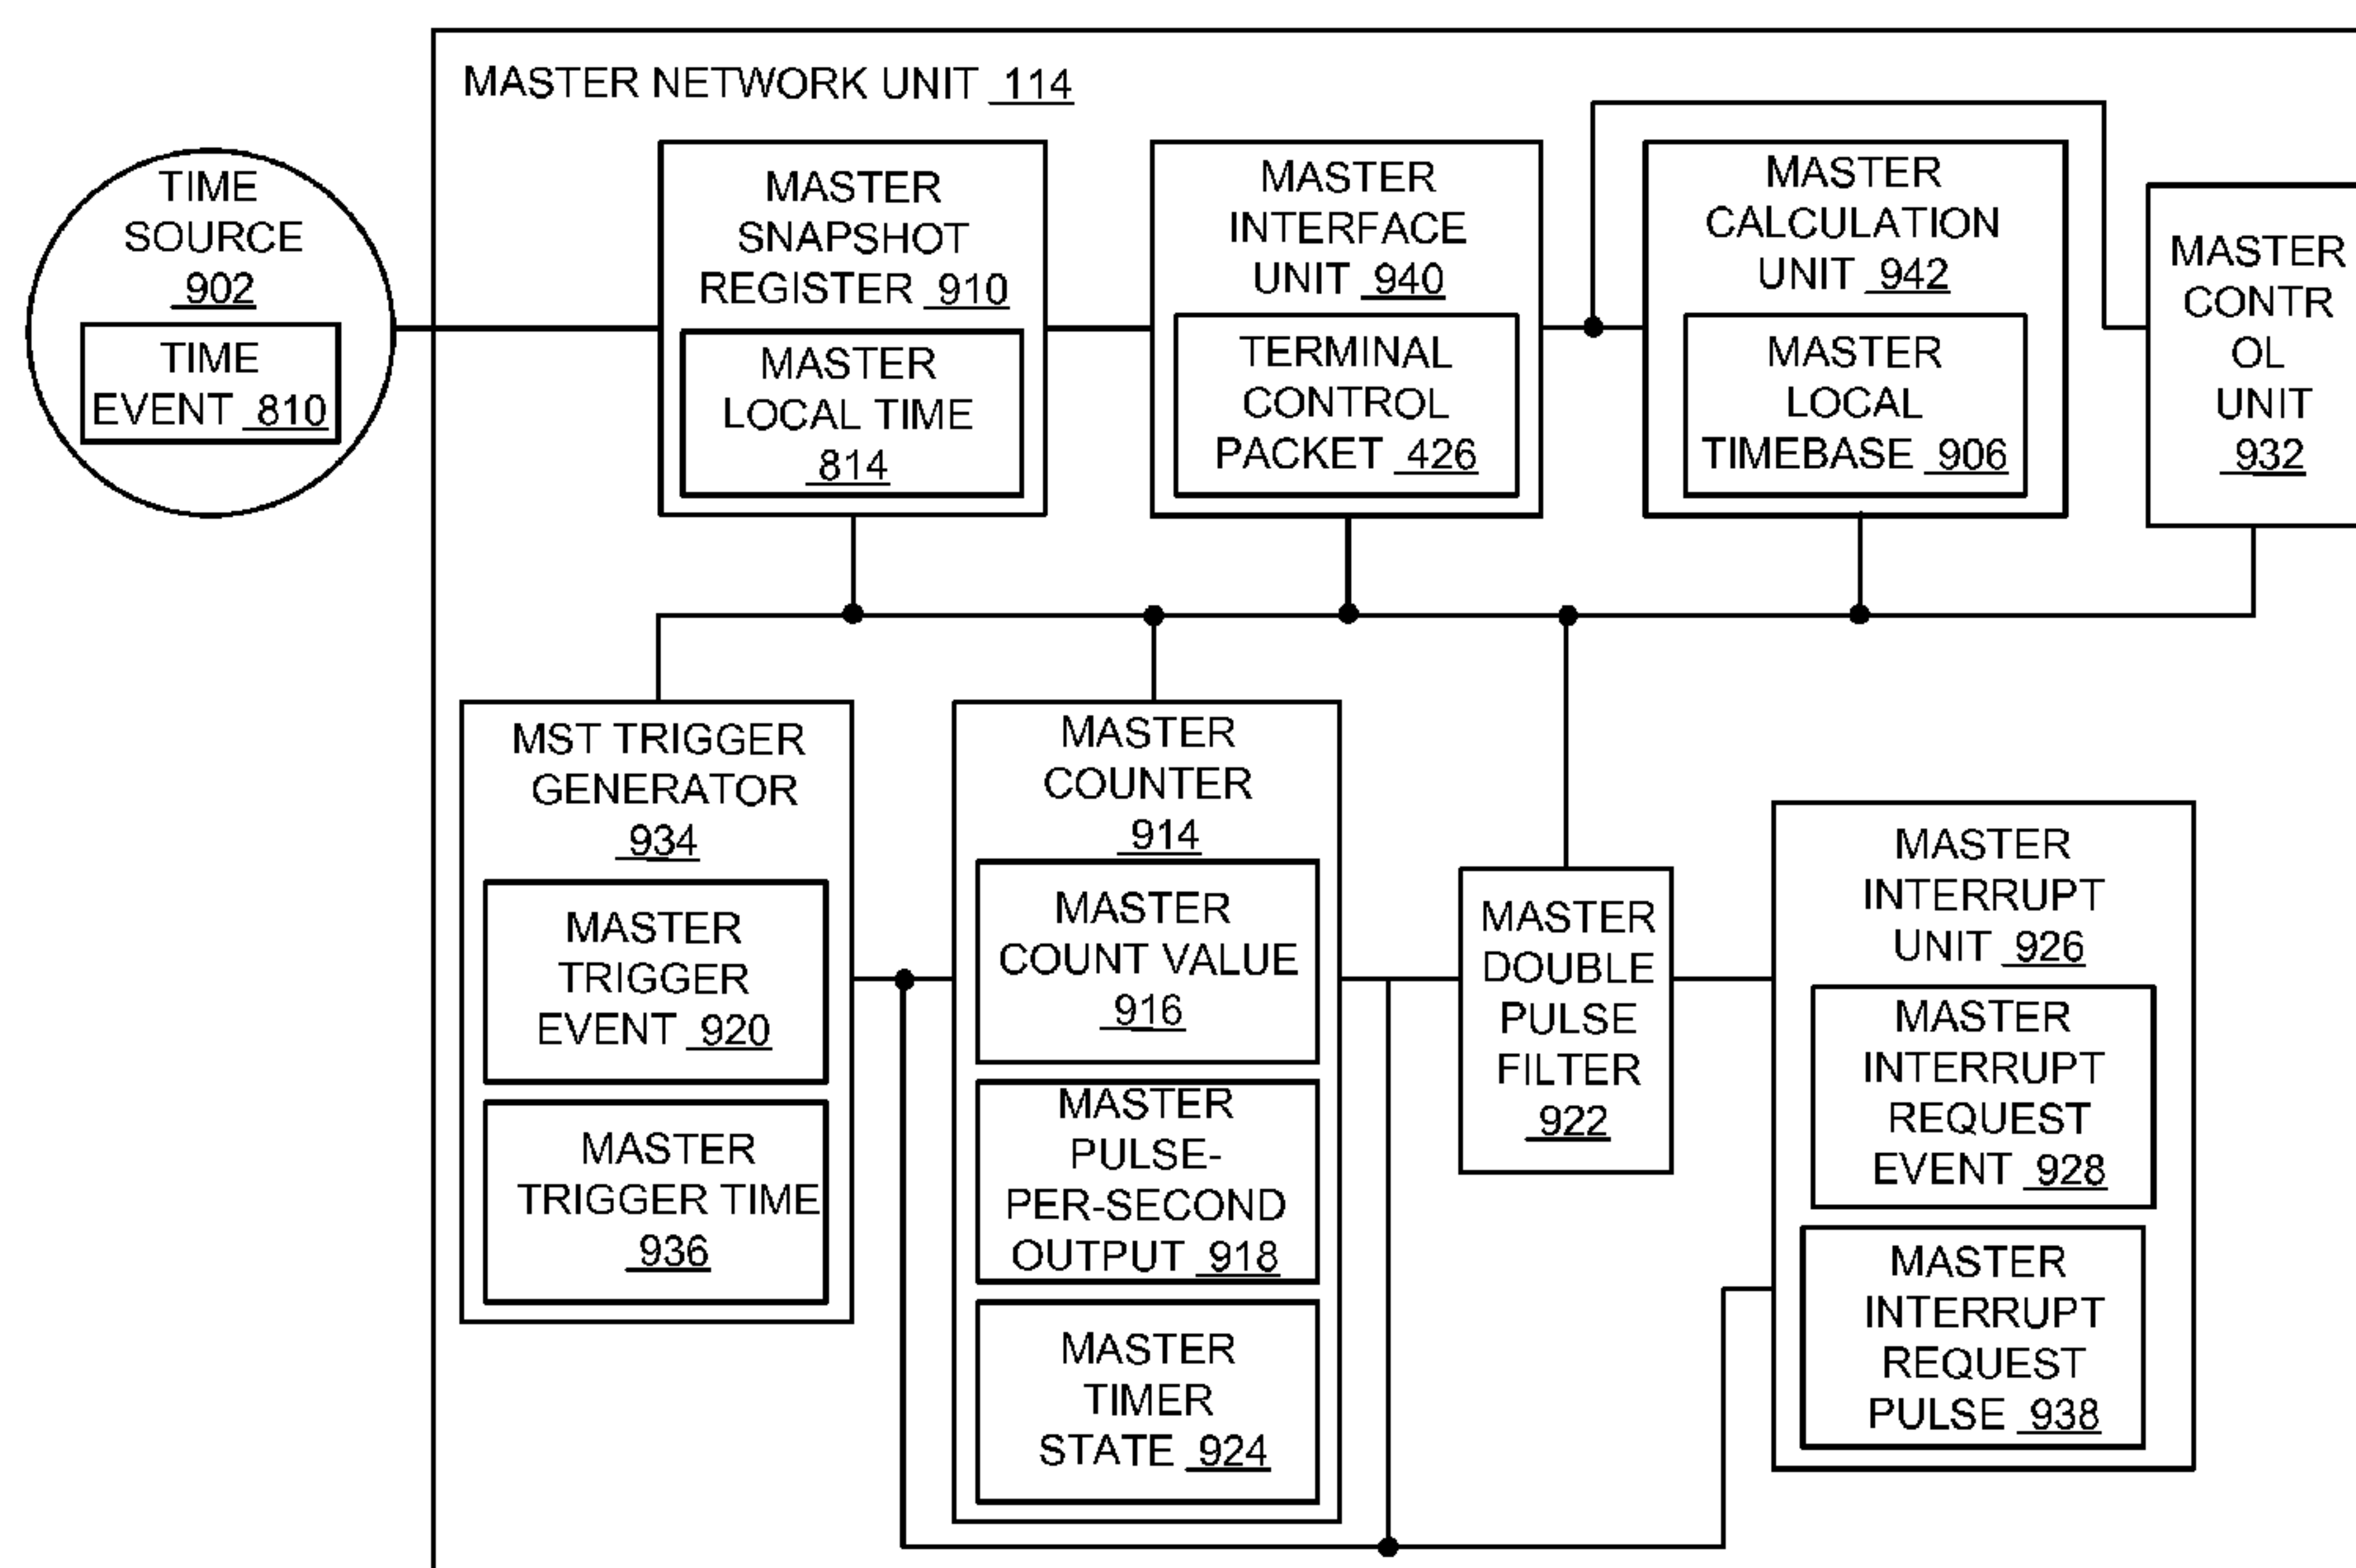 MASTER NETWORK UNIT 114
TIME
SOURCE
902
TIME
EVENT 810
MASTER
SNAPSHOT
REGISTER 910
MASTER
LOCAL TIME
814
MASTER
INTERFACE
UNIT 940
TERMINAL
CONTROL
PACKET 426
MASTER
CALCULATION
UNIT 942
MASTER
LOCAL
TIMEBASE 906
MASTER
CONTR
OL
UNIT
932
MST TRIGGER
GENERATOR
934
MASTER
TRIGGER
EVENT 920
MASTER
TRIGGER TIME
936
MASTER
COUNTER
914
MASTER
COUNT VALUE
916
MASTER
PULSE-
PER-SECOND
OUTPUT 918
MASTER
TIMER
STATE 924
MASTER
DOUBLE
PULSE
FILTER
922
MASTER
INTERRUPT
UNIT 926
MASTER
INTERRUPT
REQUEST
EVENT 928
MASTER
INTERRUPT
REQUEST
PULSE 938